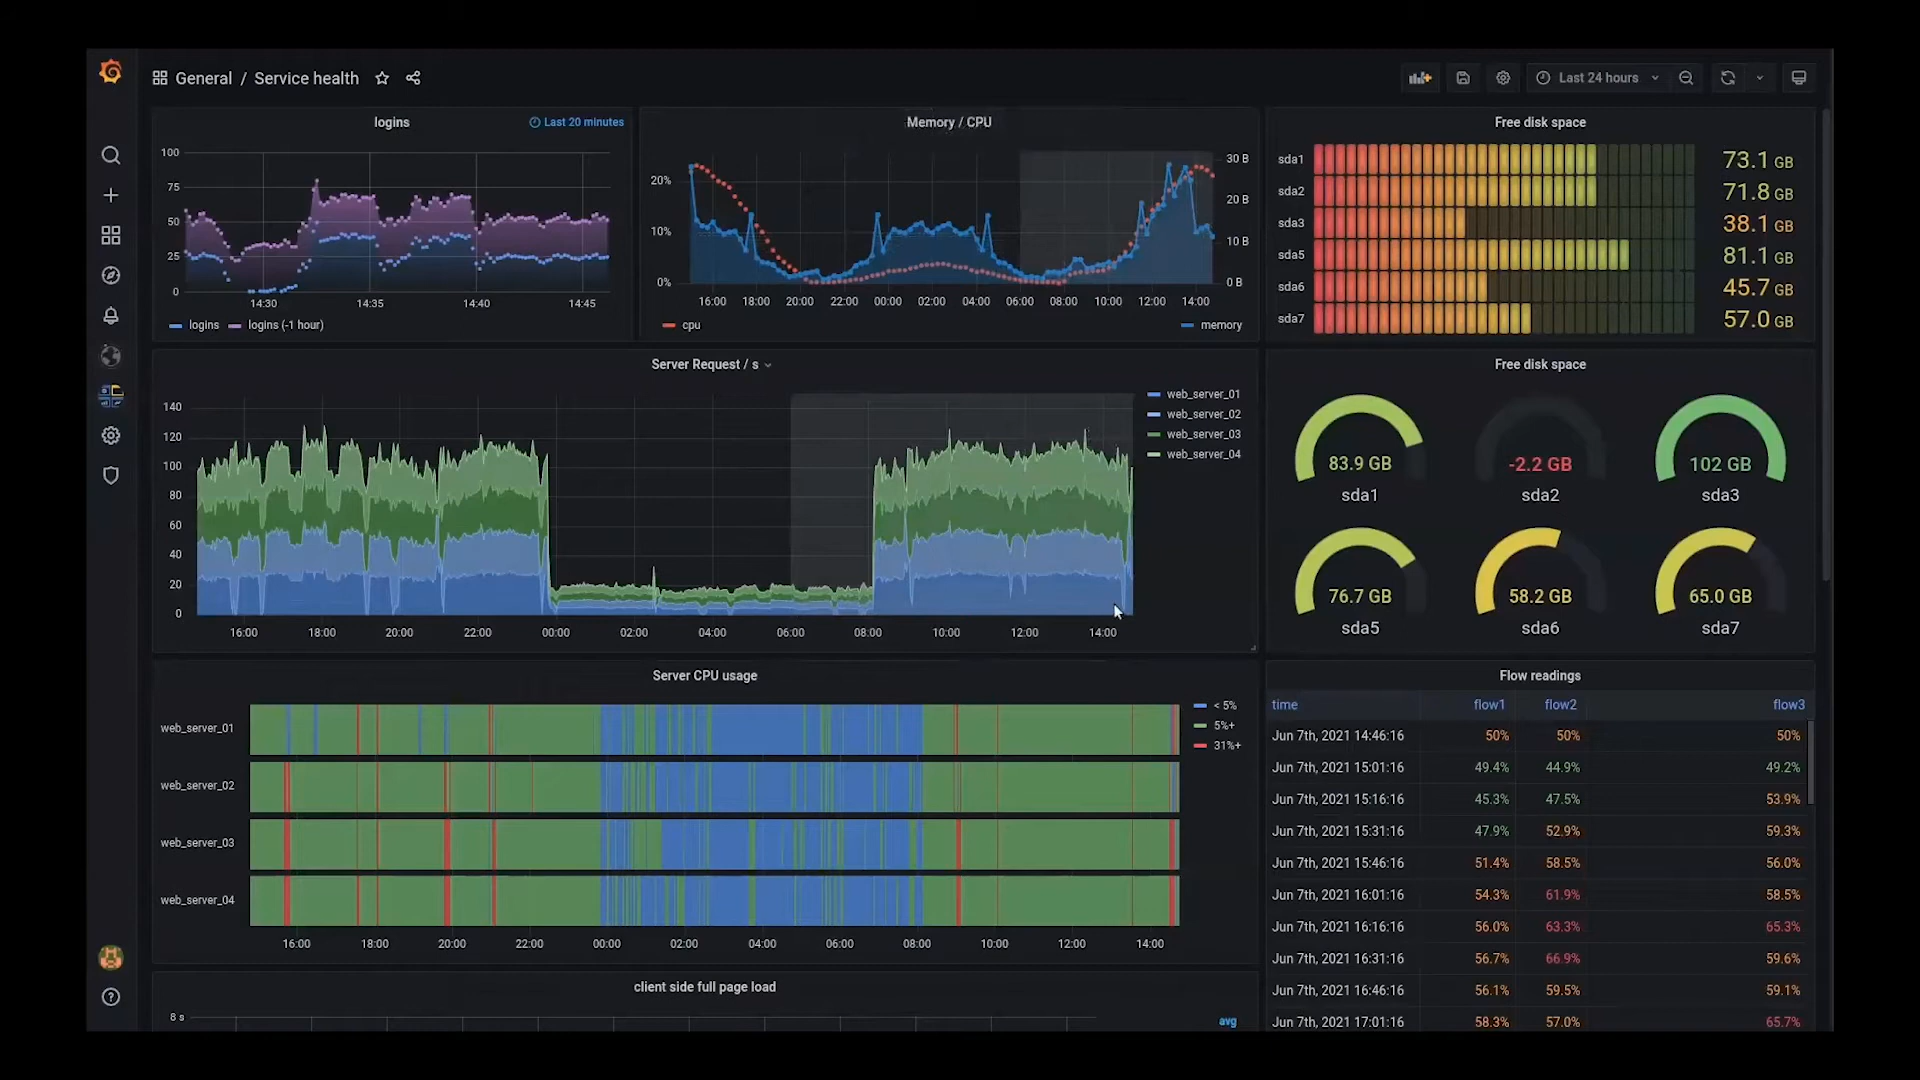 General / Service health
Last 24 hours
logins
Last 20 minutes
100
75
50
25
0
14:30 14:35 14:40 14:45
logins logins (-1 hour)
Memory / CPU
20%
10%
0%
30 B
20 B
10 B
0 B
16:00 18:00 20:00 22:00 00:00 02:00 04:00 06:00 08:00 10:00 12:00 14:00
cpu
memory
Free disk space
sda1 73.1 GB
sda2 71.8 GB
sda3 38.1 GB
sda5 81.1 GB
sda6 45.7 GB
sda7 57.0 GB
Server Request / s
140
120
100
80
60
40
20
0
16:00 18:00 20:00 22:00 00:00 02:00 04:00 06:00 08:00 10:00 12:00 14:00
web_server_01
web_server_02
web_server_03
web_server_04
Free disk space
83.9 GB -2.2 GB 102 GB
sda1 sda2 sda3
76.7 GB 58.2 GB 65.0 GB
sda5 sda6 sda7
Server CPU usage
web_server_01
web_server_02
web_server_03
web_server_04
16:00 18:00 20:00 22:00 00:00 02:00 04:00 06:00 08:00 10:00 12:00 14:00
< 5%
5%+
31%+
Flow readings
time flow1 flow2 flow3
Jun 7th, 2021 14:46:16 50% 50% 50%
Jun 7th, 2021 15:01:16 49.4% 44.9% 49.2%
Jun 7th, 2021 15:16:16 45.3% 47.5% 53.9%
Jun 7th, 2021 15:31:16 47.9% 52.9% 59.3%
Jun 7th, 2021 15:46:16 51.4% 58.5% 56.0%
Jun 7th, 2021 16:01:16 54.3% 61.9% 58.5%
Jun 7th, 2021 16:16:16 56.0% 63.3% 65.3%
Jun 7th, 2021 16:31:16 56.7% 66.9% 59.6%
Jun 7th, 2021 16:46:16 56.1% 59.5% 59.1%
Jun 7th, 2021 17:01:16 58.3% 57.0% 65.7%
client side full page load
8 s
avg